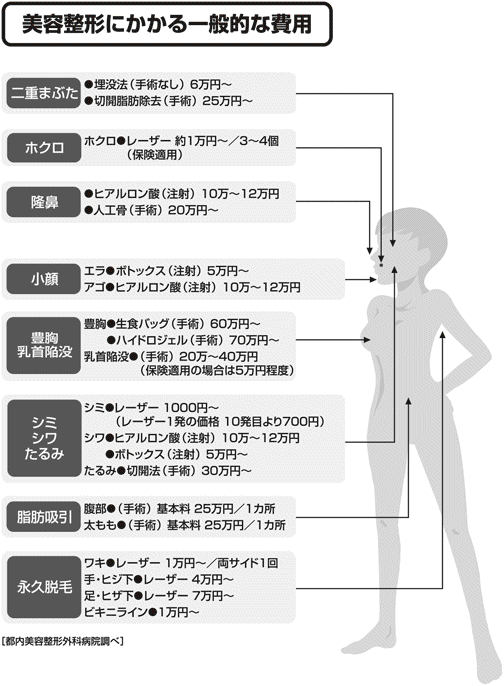 美容整形にかかる一般的な費用
二重まぶた
●埋没法(手術なし) 6万円～
●切開脂肪除去(手術) 25万円～
ホクロ
ホクロ●レーザー 約1万円～／3～4個
(保険適用)
隆鼻
●ヒアルロン酸(注射) 10万～12万円
●人工骨(手術) 20万円～
小顔
エラ●ボトックス(注射) 5万円～
アゴ●ヒアルロン酸(注射) 10万～12万円
豊胸
乳首陥没
豊胸●生食バッグ(手術) 60万円～
●ハイドロジェル(手術) 70万円～
乳首陥没●(手術) 20万～40万円
(保険適用の場合は5万円程度)
シミ
シワ
たるみ
シミ●レーザー 1000円～
(レーザー1発の価格 10発目より700円)
シワ●ヒアルロン酸(注射) 10万～12万円
●ボトックス(注射) 5万円～
たるみ●切開法(手術) 30万円～
脂肪吸引
腹部●(手術) 基本料 25万円／1カ所
太もも●(手術) 基本料 25万円／1カ所
永久脱毛
ワキ●レーザー 1万円～／両サイド1回
手・ヒジ下●レーザー 4万円～
足・ヒザ下●レーザー 7万円～
ビキニライン●1万円～
[都内美容整形外科病院調べ]